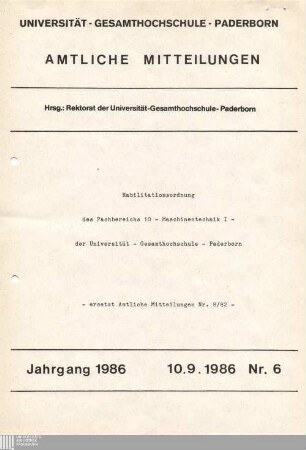 UNIVERSITÄT - GESAMTHOCHSCHULE - PADERBORN
AMTLICHE MITTEILUNGEN
Hrsg.: Rektorat der Universität-Gesamthochschule- Paderborn
Habilitationsordnung
des Fachbereichs 10 - Maschinentechnik I -
der Universität - Gesamthochschule - Paderborn
- ersetzt Amtliche Mitteilungen Nr. 8/82 -
Jahrgang 1986 10.9.1986 Nr. 6